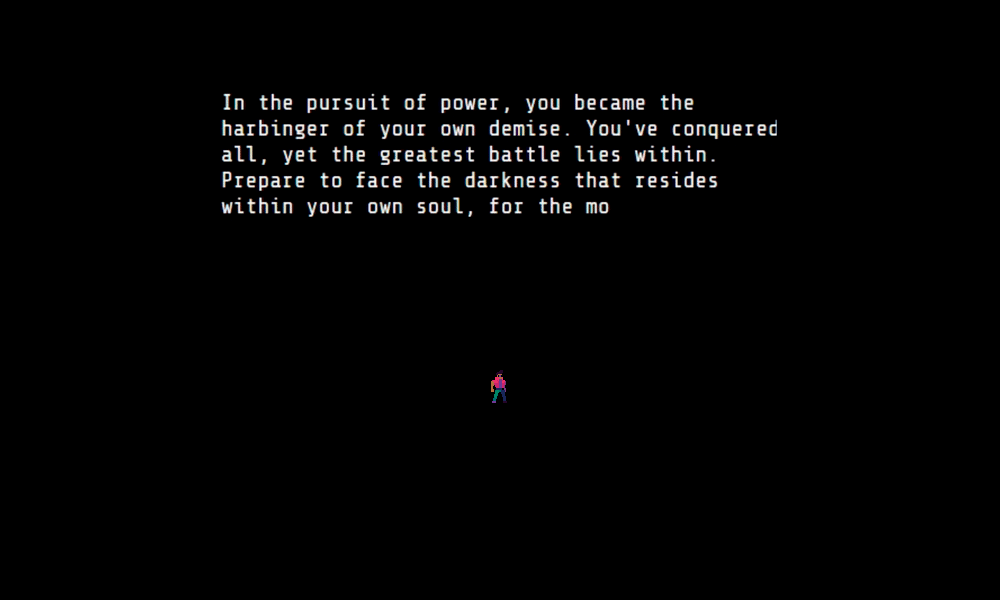 In the pursuit of power, you became the
harbinger of your own demise. You've conquered
all, yet the greatest battle lies within.
Prepare to face the darkness that resides
within your own soul, for the mo